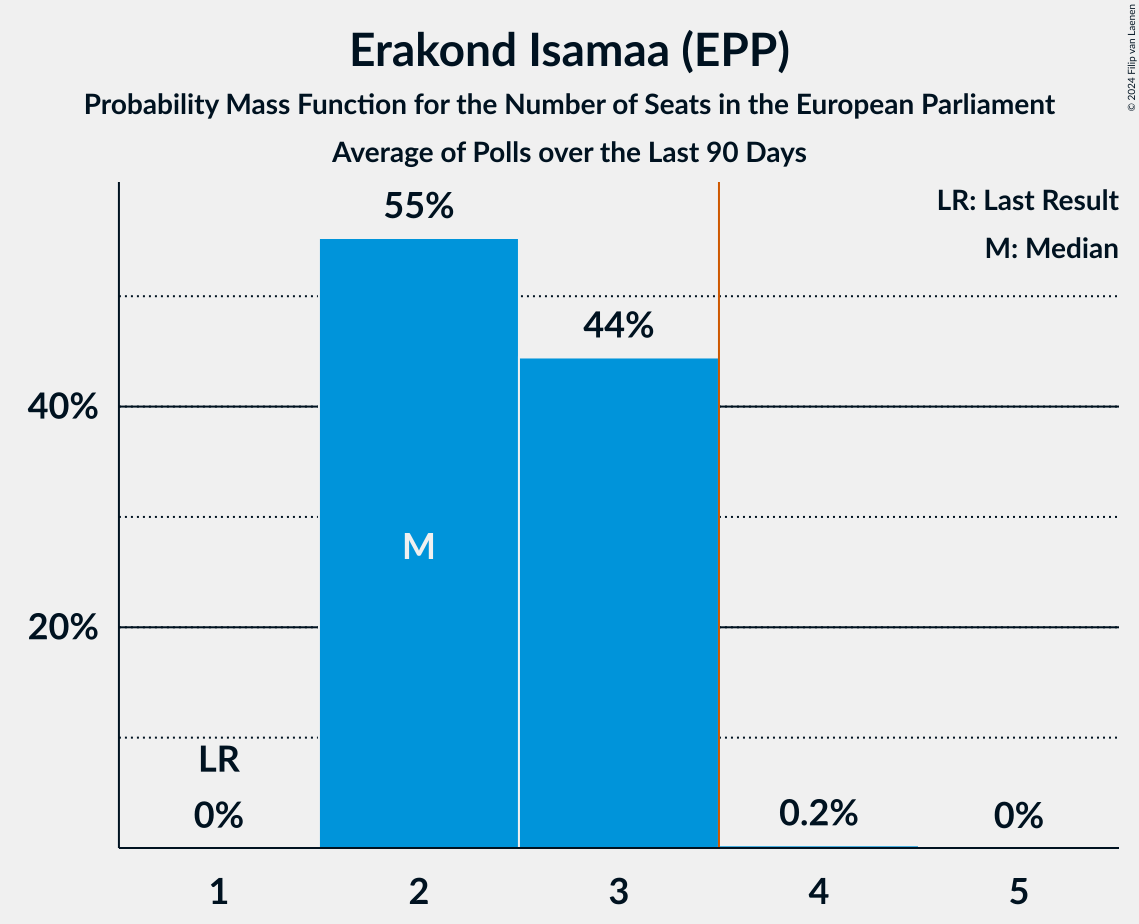 Erakond Isamaa (EPP)
Probability Mass Function for the Number of Seats in the European Parliament
Average of Polls over the Last 90 Days
© 2024 Filip van Laenen
LR: Last Result
M: Median
55%
44%
40%
M
20%
LR
0%
0.2%
0%
1
2
3
4
5